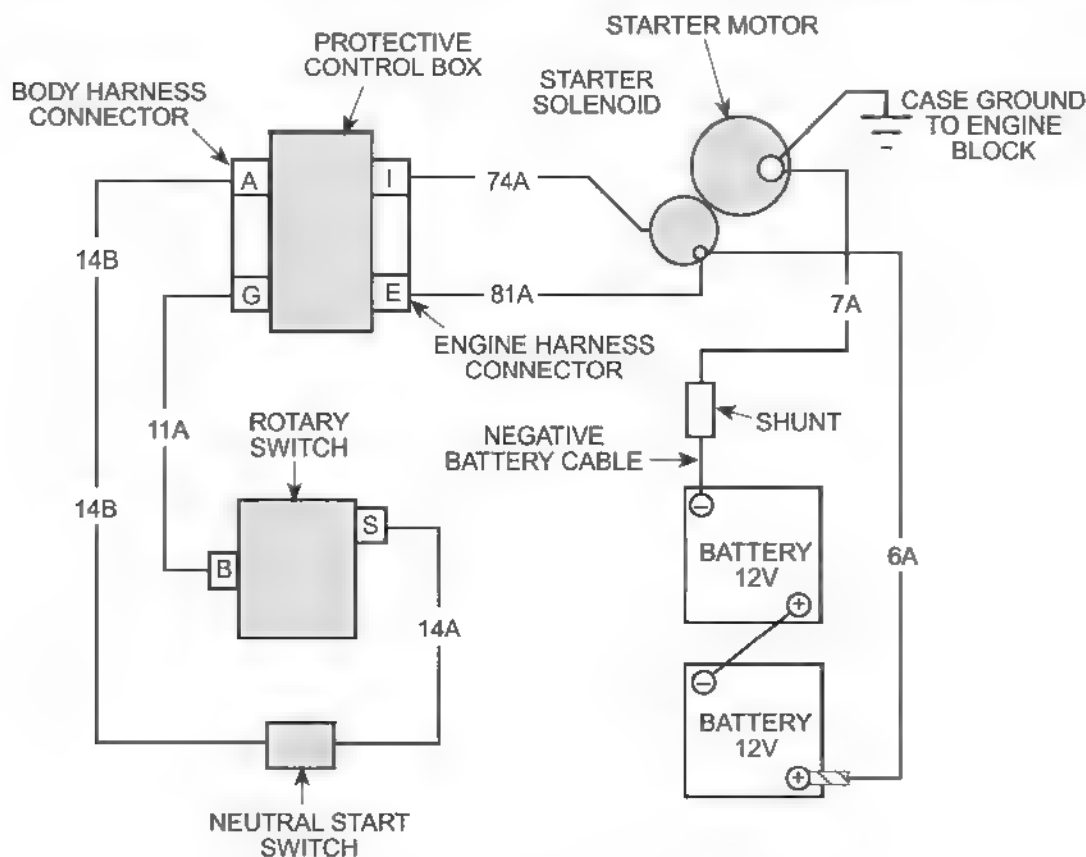 STARTER MOTOR
PROTECTIVE
CONTROL BOX
STARTER
SOLENOID
BODY HARNESS
CONNECTOR
CASE GROUND
TO ENGINE
BLOCK
A
I
74A
14B
G
E
81A
7A
ENGINE HARNESS
CONNECTOR
11A
ROTARY
SWITCH
SHUNT
NEGATIVE
BATTERY CABLE
14B
S
B
BATTERY
12V
6A
14A
BATTERY
12V
NEUTRAL START
SWITCH